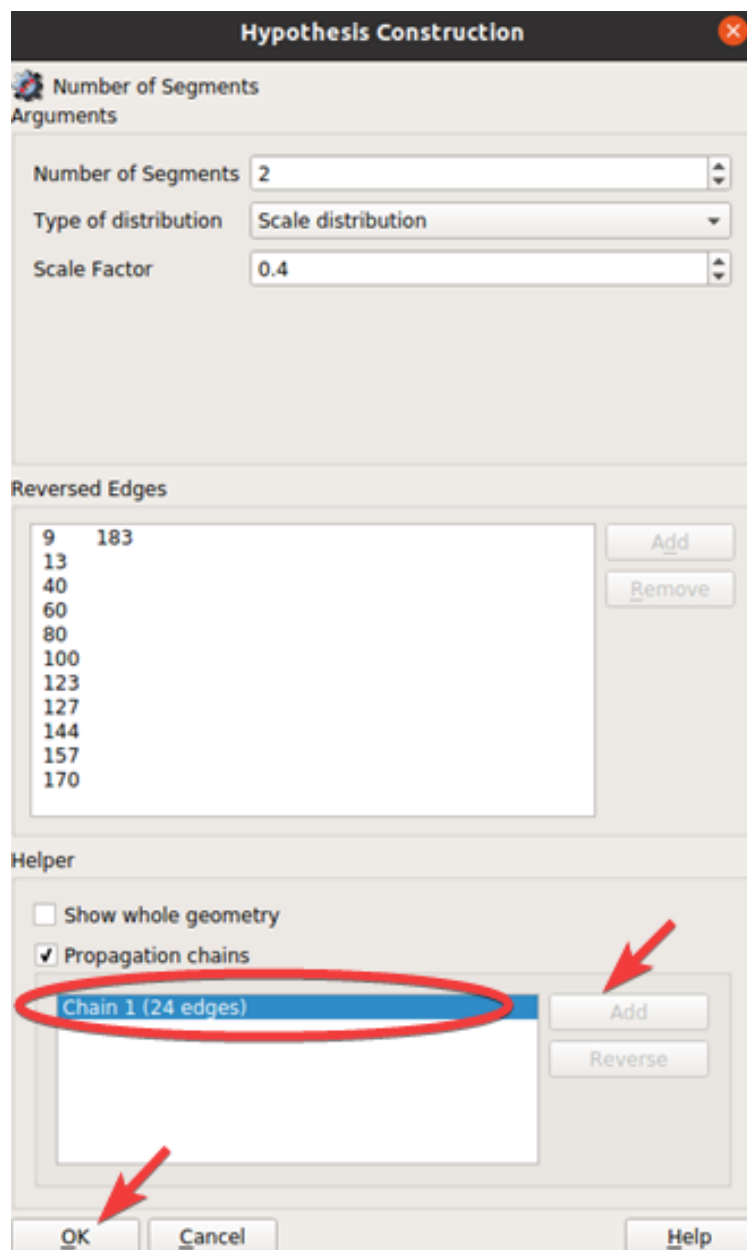 Hypothesis Construction
Number of Segments
Arguments
Number of Segments 2
Type of distribution Scale distribution
Scale Factor 0.4
Reversed Edges
9 183
13
40
60
80
100
123
127
144
157
170
Add
Remove
Helper
Show whole geometry
Propagation chains
Chain 1 (24 edges)
Add
Reverse
OK Cancel Help